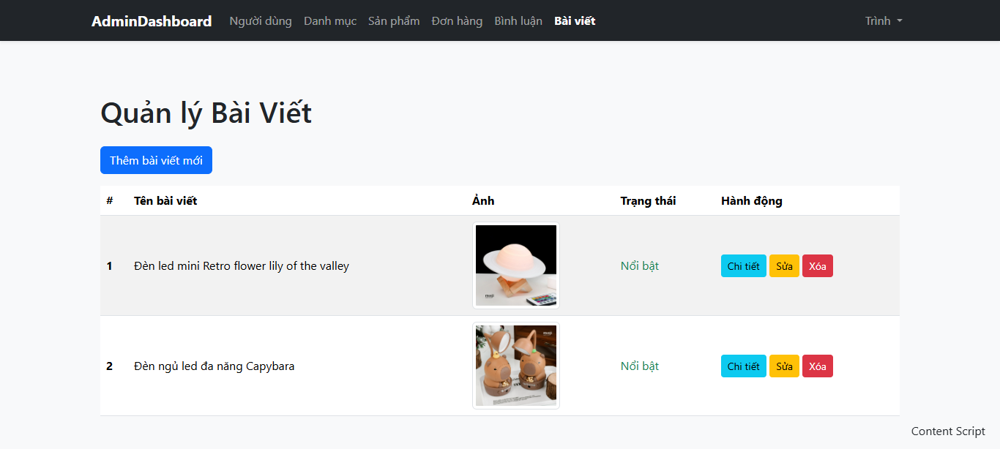 AdminDashboard Người dùng Danh mục Sản phẩm Đơn hàng Bình luận Bài viết Trình
Quản lý Bài Viết
Thêm bài viết mới
# Tên bài viết Ảnh Trạng thái Hành động
1 Đèn led mini Retro flower lily of the valley Nổi bật Chi tiết Sửa Xóa
muji
2 Đèn ngủ led đa năng Capybara Nổi bật Chi tiết Sửa Xóa
muji
Content Script